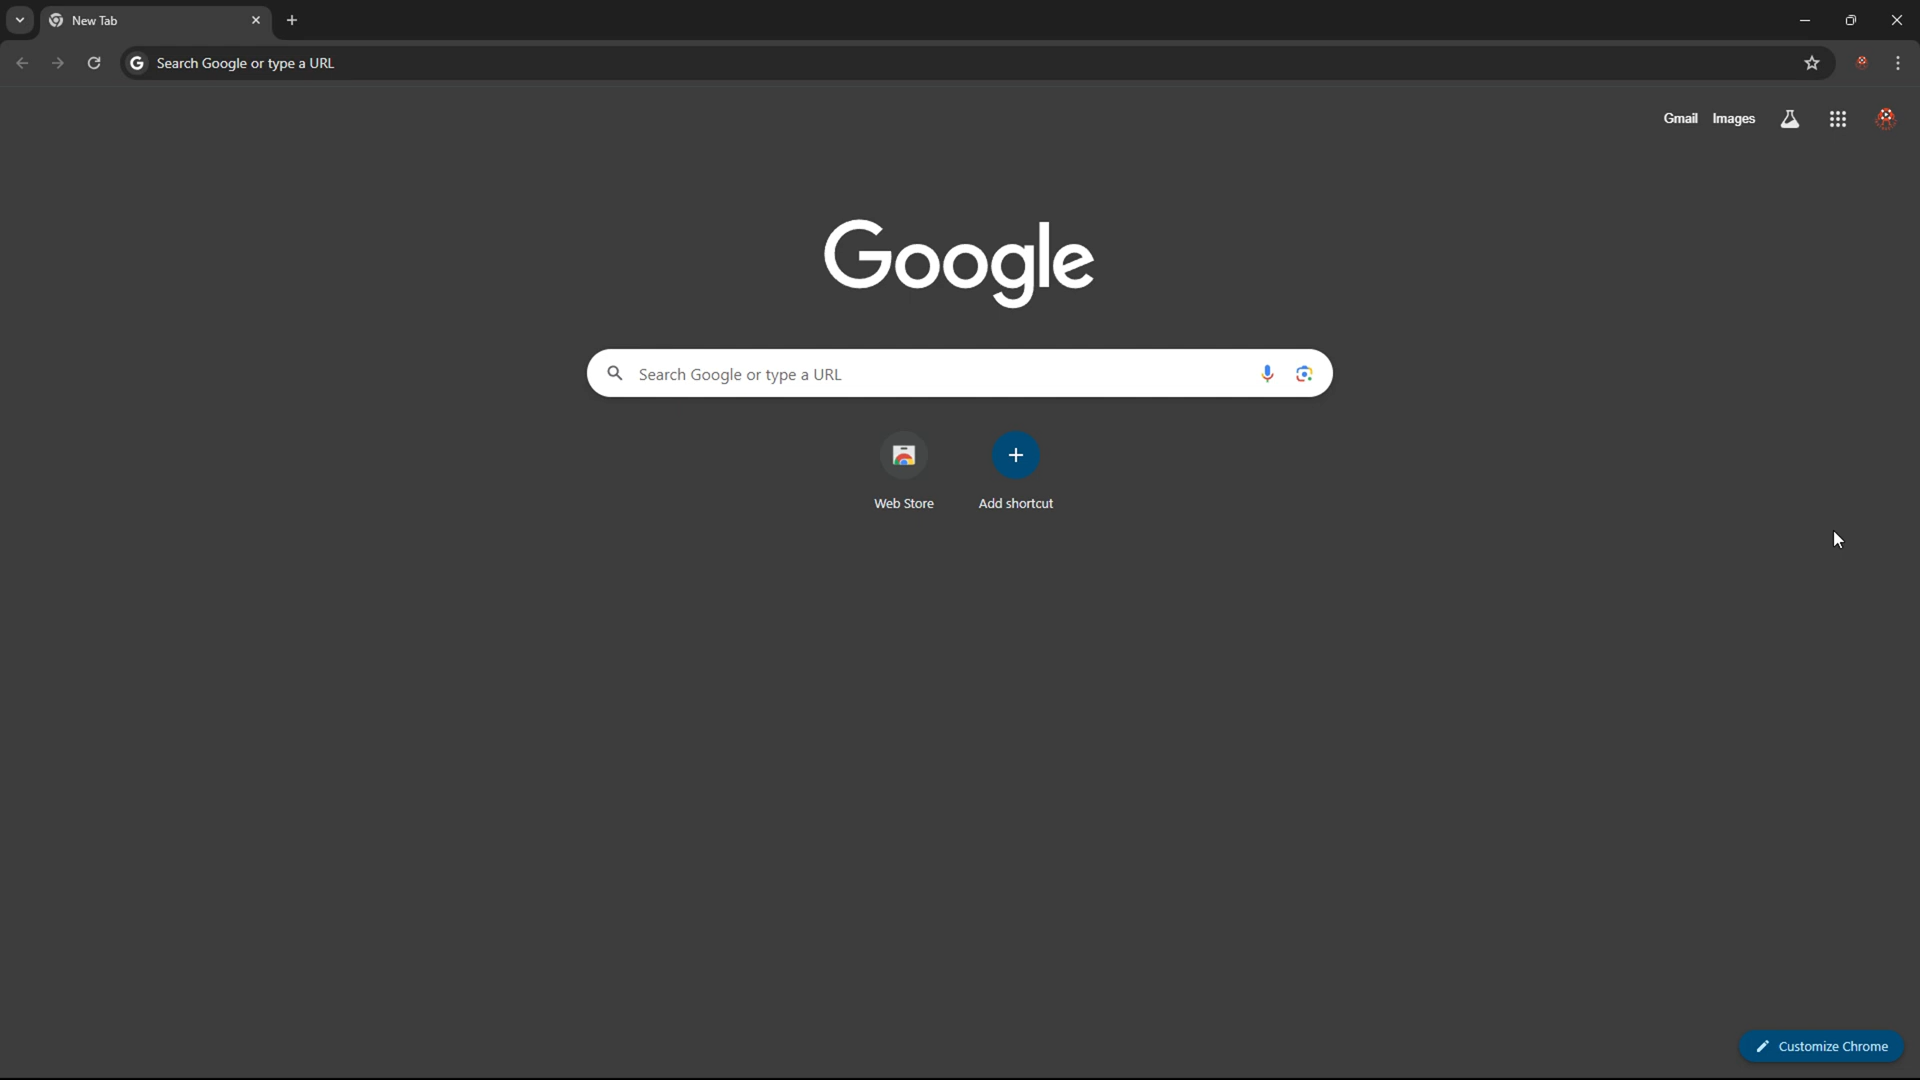 New Tab
Search Google or type a URL
Gmail Images
Google
Search Google or type a URL
Web Store Add shortcut
Customize Chrome